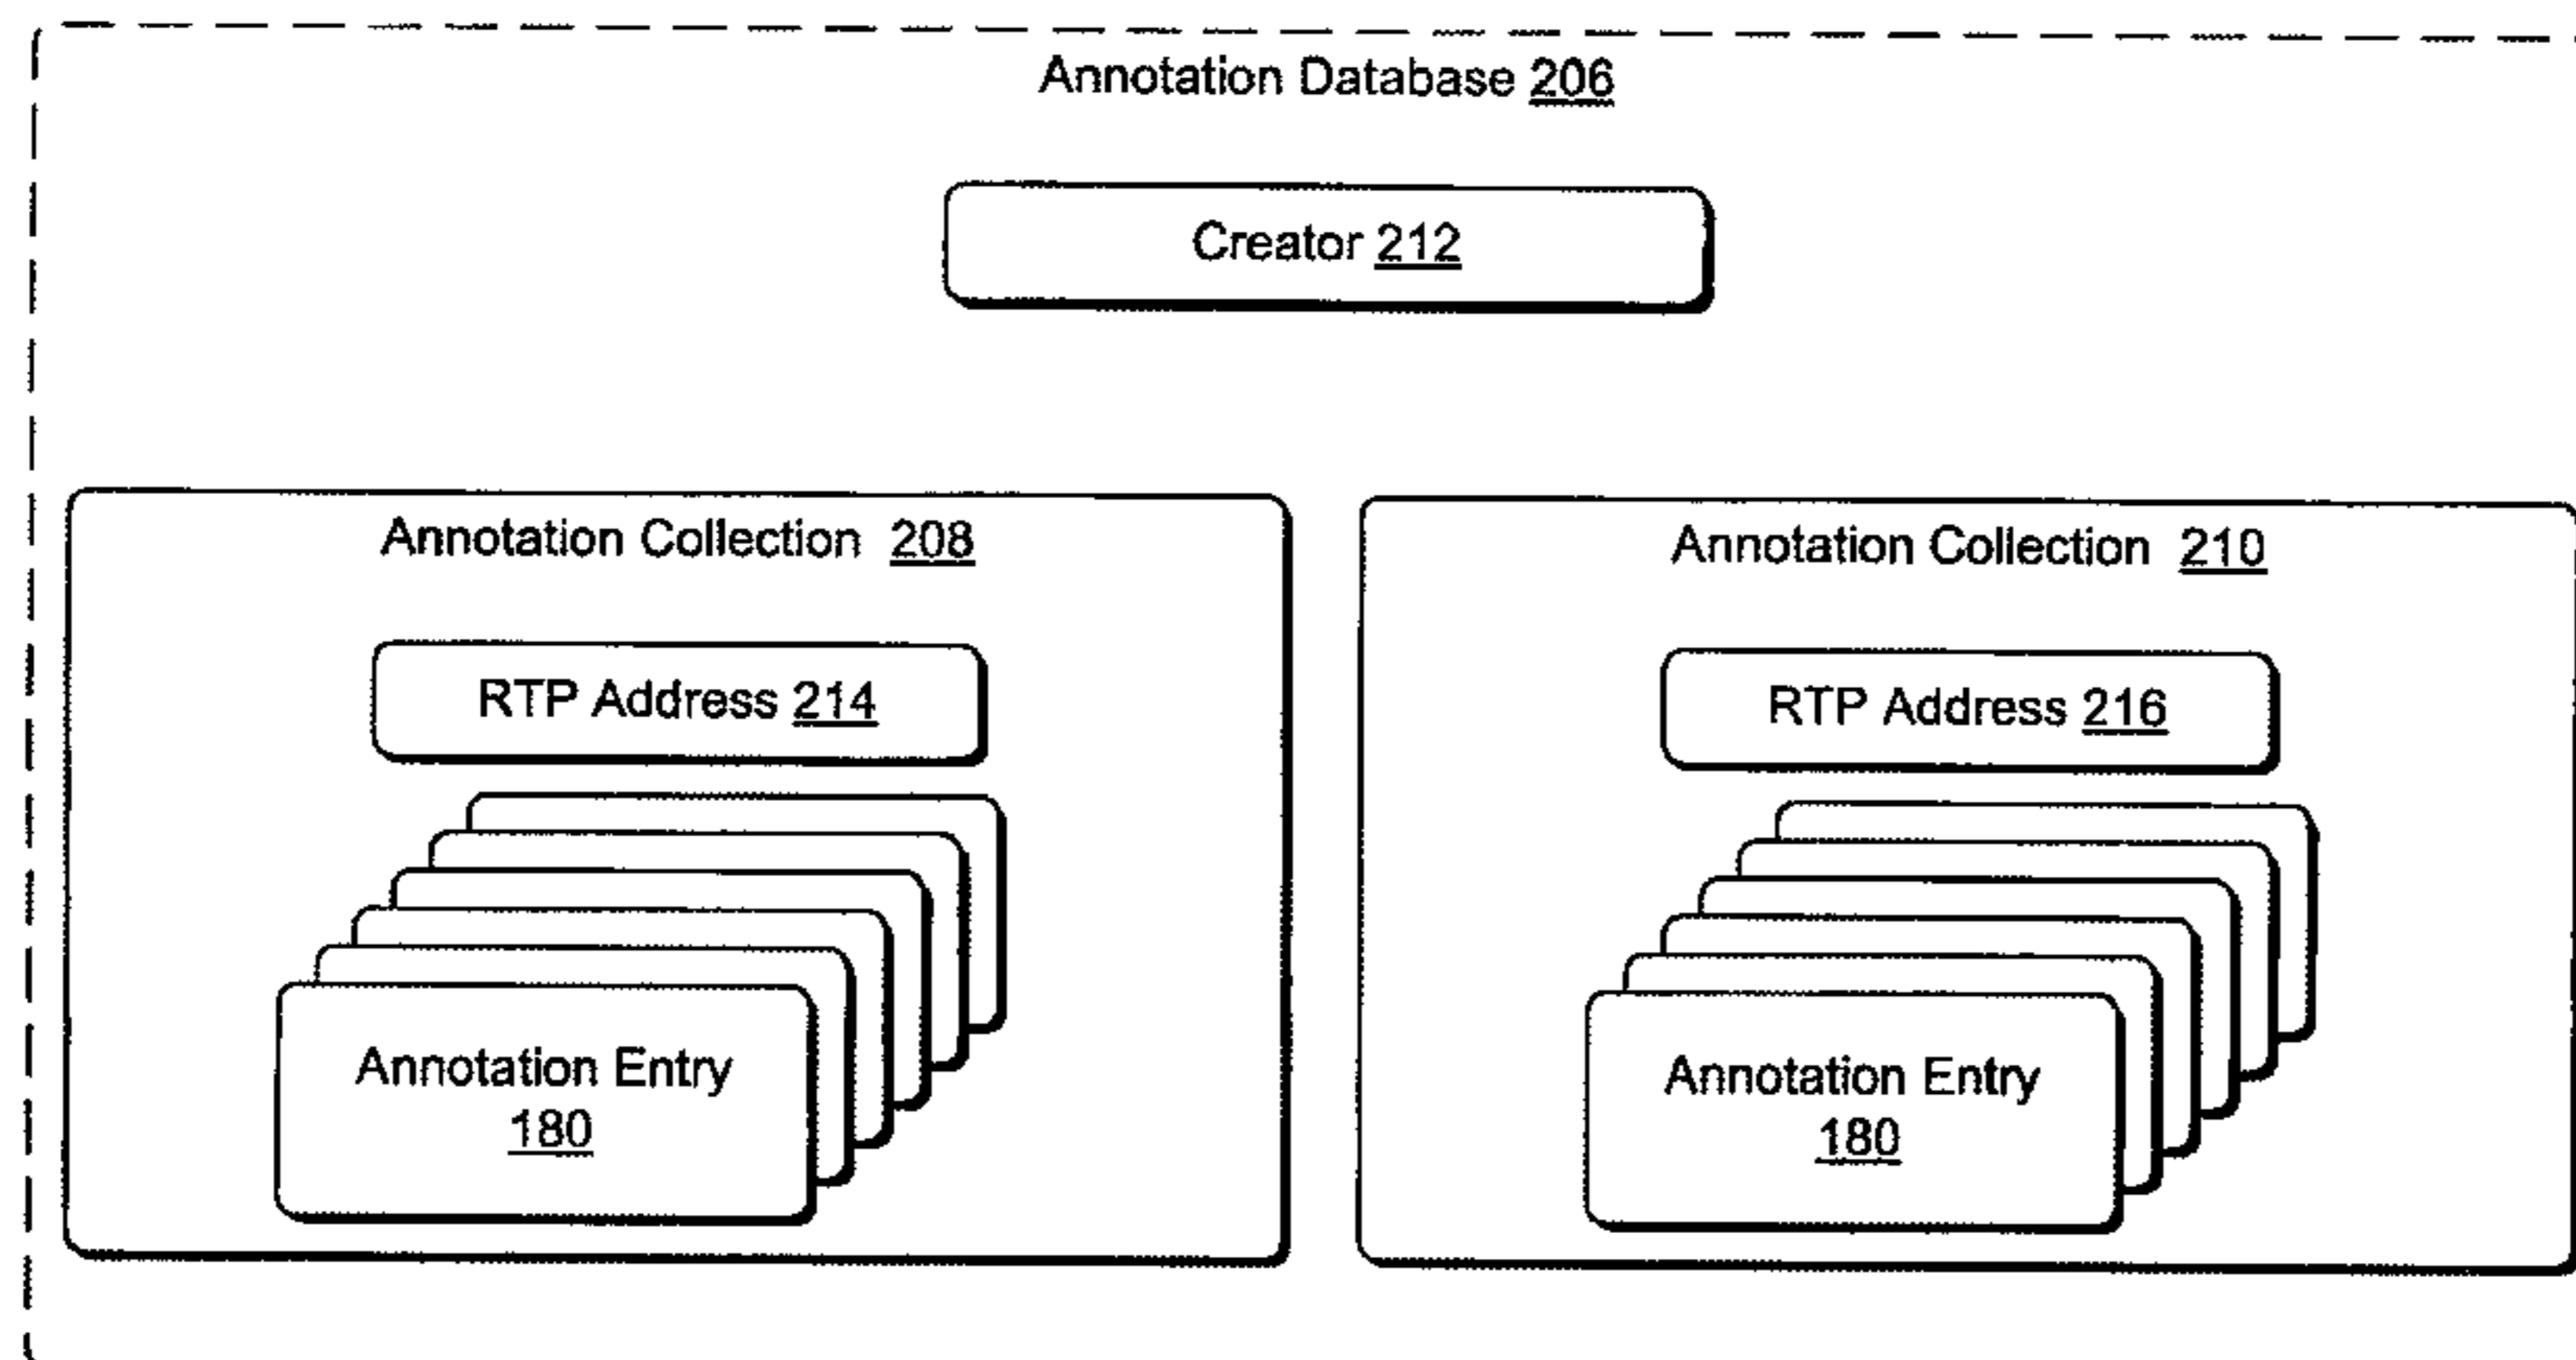 Annotation Database 206
Creator 212
Annotation Collection 208
RTP Address 214
Annotation Entry
180
Annotation Collection 210
RTP Address 216
Annotation Entry
180